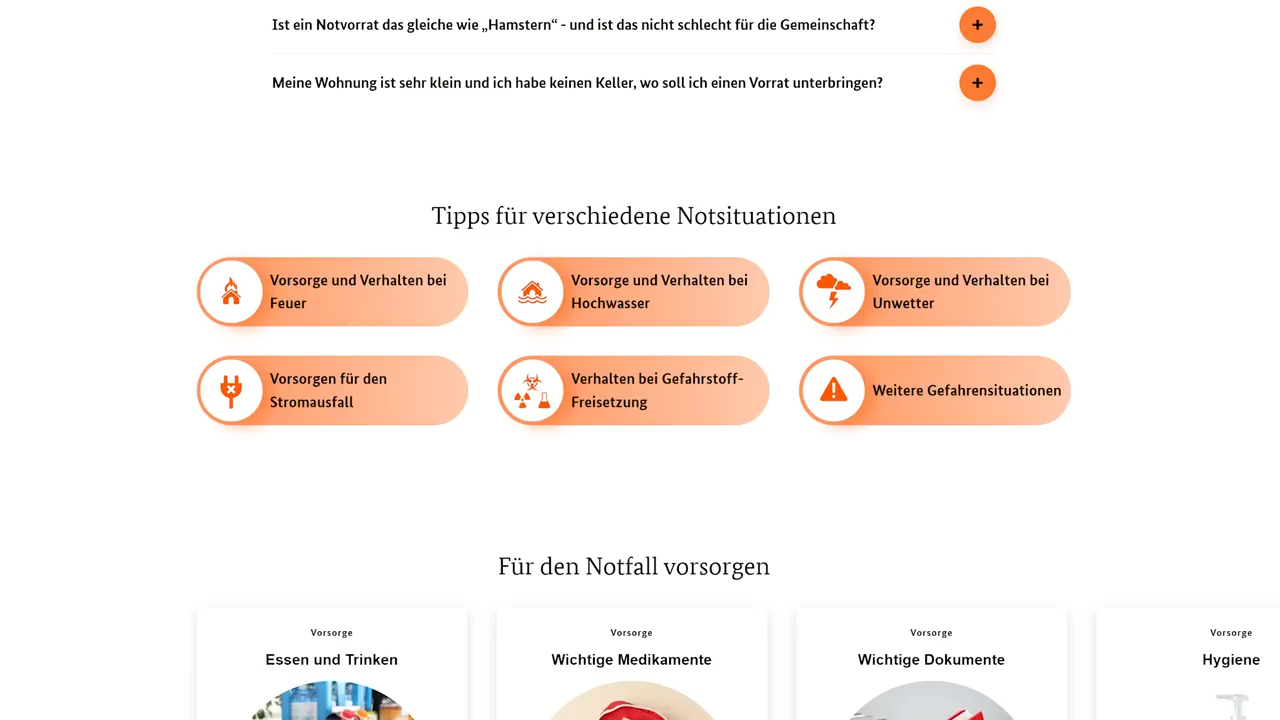 Ist ein Notvorrat das gleiche wie „Hamstern“ - und ist das nicht schlecht für die Gemeinschaft?
Meine Wohnung ist sehr klein und ich habe keinen Keller, wo soll ich einen Vorrat unterbringen?
Tipps für verschiedene Notsituationen
Vorsorge und Verhalten bei
Feuer
Vorsorge und Verhalten bei
Hochwasser
Vorsorge und Verhalten bei
Unwetter
Vorsorgen für den
Stromausfall
Verhalten bei Gefahrstoff-
Freisetzung
Weitere Gefahrensituationen
Für den Notfall vorsorgen
Vorsorge
Essen und Trinken
Vorsorge
Wichtige Medikamente
Vorsorge
Wichtige Dokumente
Vorsorge
Hygiene